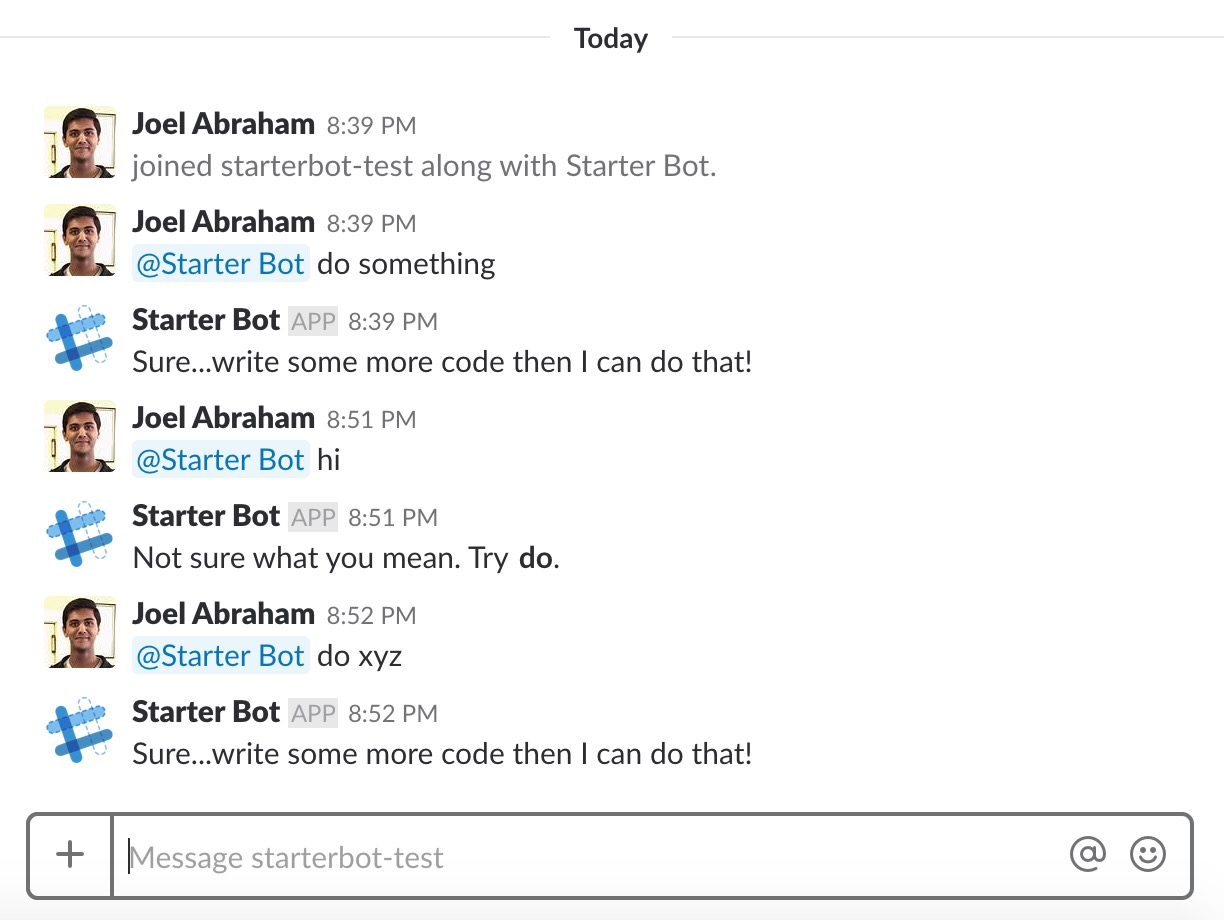 Today
Joel Abraham 8:39 PM
joined starterbot-test along with Starter Bot.
Joel Abraham 8:39 PM
@Starter Bot do something
Starter Bot APP 8:39 PM
Sure...write some more code then I can do that!
Joel Abraham 8:51 PM
@Starter Bot hi
Starter Bot APP 8:51 PM
Not sure what you mean. Try do.
Joel Abraham 8:52 PM
@Starter Bot do xyz
Starter Bot APP 8:52 PM
Sure...write some more code then I can do that!
Message starterbot-test